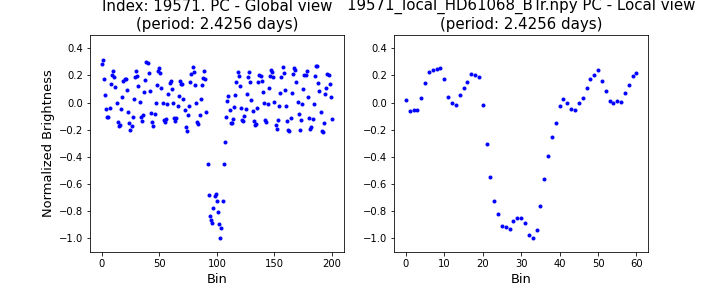 Index: 19571. PC - Global view
(period: 2.4256 days)
19571_local_HD61068_BTr.npy PC - Local view
(period: 2.4256 days)
Normalized Brightness
0.4
0.2
0.0
−0.2
−0.4
−0.6
−0.8
−1.0
0 50 100 150 200
Bin
0.4
0.2
0.0
−0.2
−0.4
−0.6
−0.8
−1.0
0 10 20 30 40 50 60
Bin